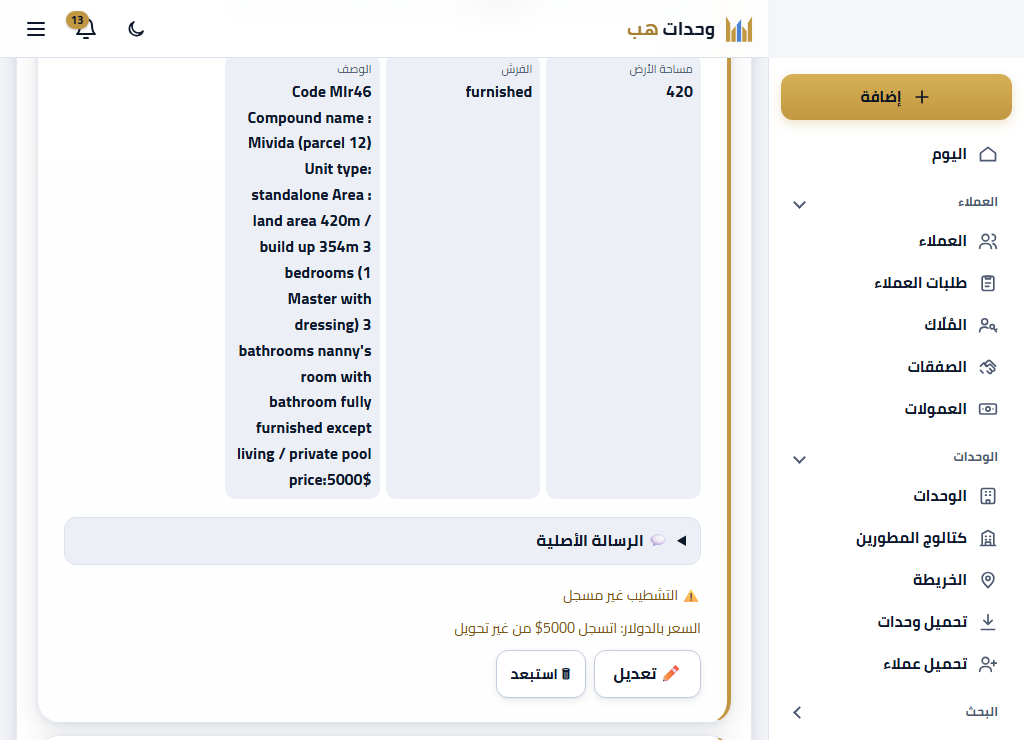 وحدات هب
13
إضافة
اليوم
العملاء
العملاء
طلبات العملاء
المُلّاك
الصفقات
العمولات
الوحدات
الوحدات
كتالوج المطورين
الخريطة
تحميل وحدات
تحميل عملاء
البحث
مساحة الأرض
420
الفرش
furnished
الوصف
Code Mlr46
Compound name :
Mivida (parcel 12)
Unit type:
standalone Area :
land area 420m /
build up 354m 3
bedrooms (1
Master with
dressing) 3
bathrooms nanny's
room with
bathroom fully
furnished except
living / private pool
price:5000$
الرسالة الأصلية
التشطيب غير مسجل
السعر بالدولار: اتسجل 5000$ من غير تحويل
تعديل
استبعد